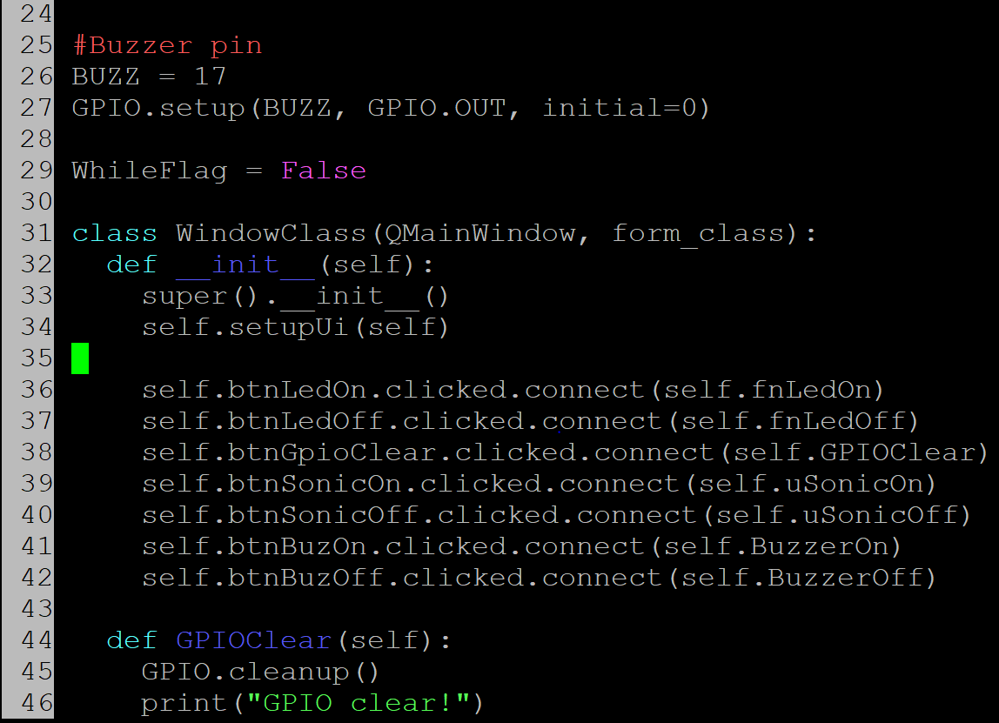 24
25 #Buzzer pin
26 BUZZ = 17
27 GPIO.setup(BUZZ, GPIO.OUT, initial=0)
28
29 WhileFlag = False
30
31 class WindowClass(QMainWindow, form_class):
32   def __init__(self):
33     super().__init__()
34     self.setupUi(self)
35
36     self.btnLedOn.clicked.connect(self.fnLedOn)
37     self.btnLedOff.clicked.connect(self.fnLedOff)
38     self.btnGpioClear.clicked.connect(self.GPIOClear)
39     self.btnSonicOn.clicked.connect(self.uSonicOn)
40     self.btnSonicOff.clicked.connect(self.uSonicOff)
41     self.btnBuzOn.clicked.connect(self.BuzzerOn)
42     self.btnBuzOff.clicked.connect(self.BuzzerOff)
43
44   def GPIOClear(self):
45     GPIO.cleanup()
46     print("GPIO clear!")